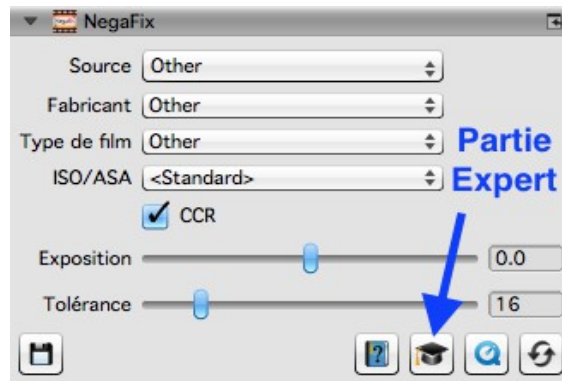 NegaFix
Source Other
Fabricant Other
Type de film Other
ISO/ASA <Standard>
CCR
Exposition 0.0
Tolérance 16
Partie
Expert
?